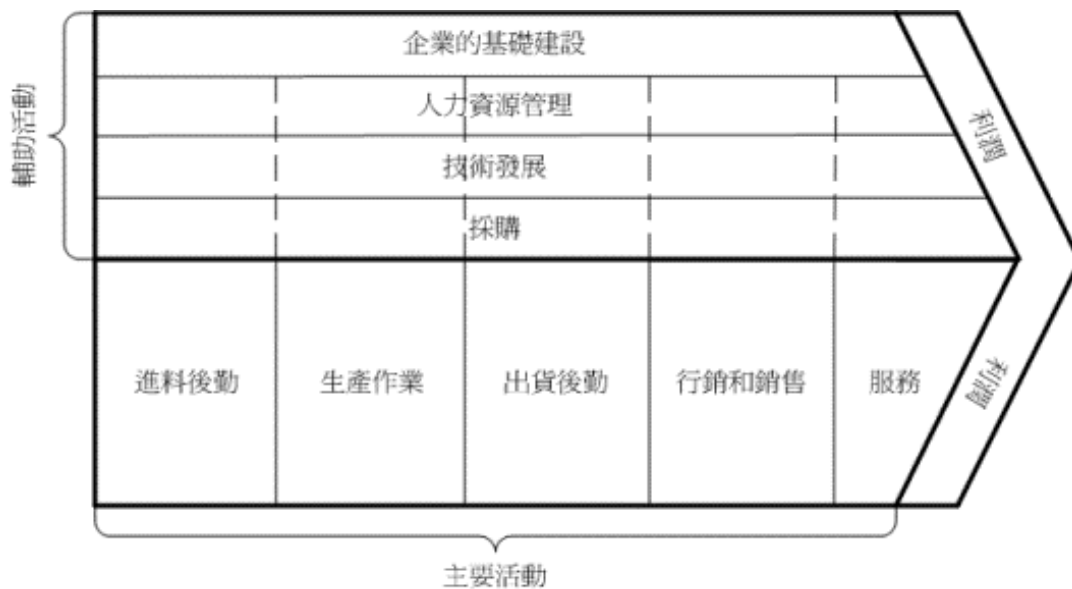 企業的基礎建設
人力資源管理
技術發展
採購
輔助活動
利潤
進料後勤
生產作業
出貨後勤
行銷和銷售
服務
利潤
主要活動